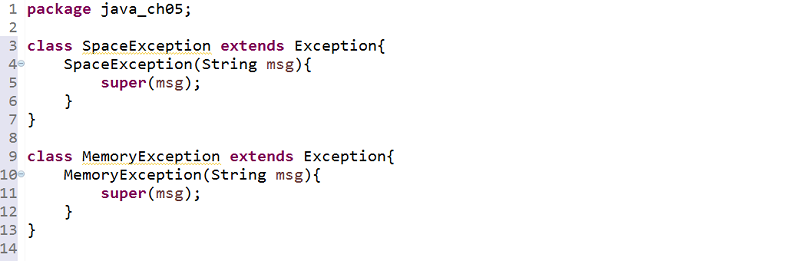 1 package java_ch05;
2
3 class SpaceException extends Exception{
4     SpaceException(String msg){
5         super(msg);
6     }
7 }
8
9 class MemoryException extends Exception{
10     MemoryException(String msg){
11         super(msg);
12     }
13 }
14